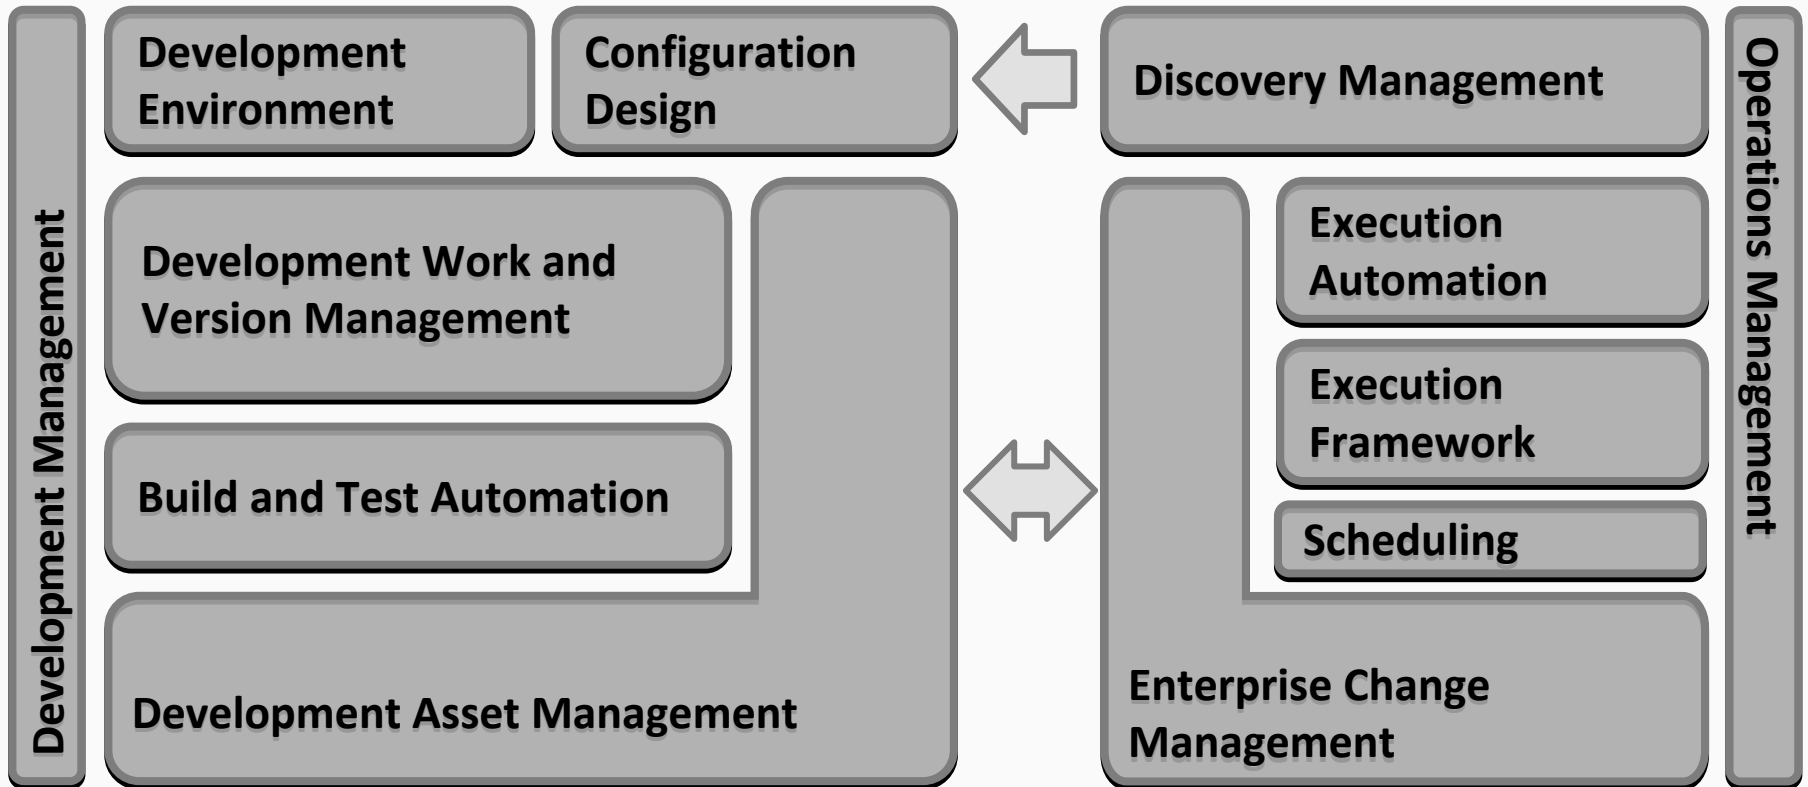 Development Management
Development
Environment
Configuration
Design
Development Work and
Version Management
Build and Test Automation
Development Asset Management
Discovery Management
Execution
Automation
Execution
Framework
Scheduling
Enterprise Change
Management
Operations Management